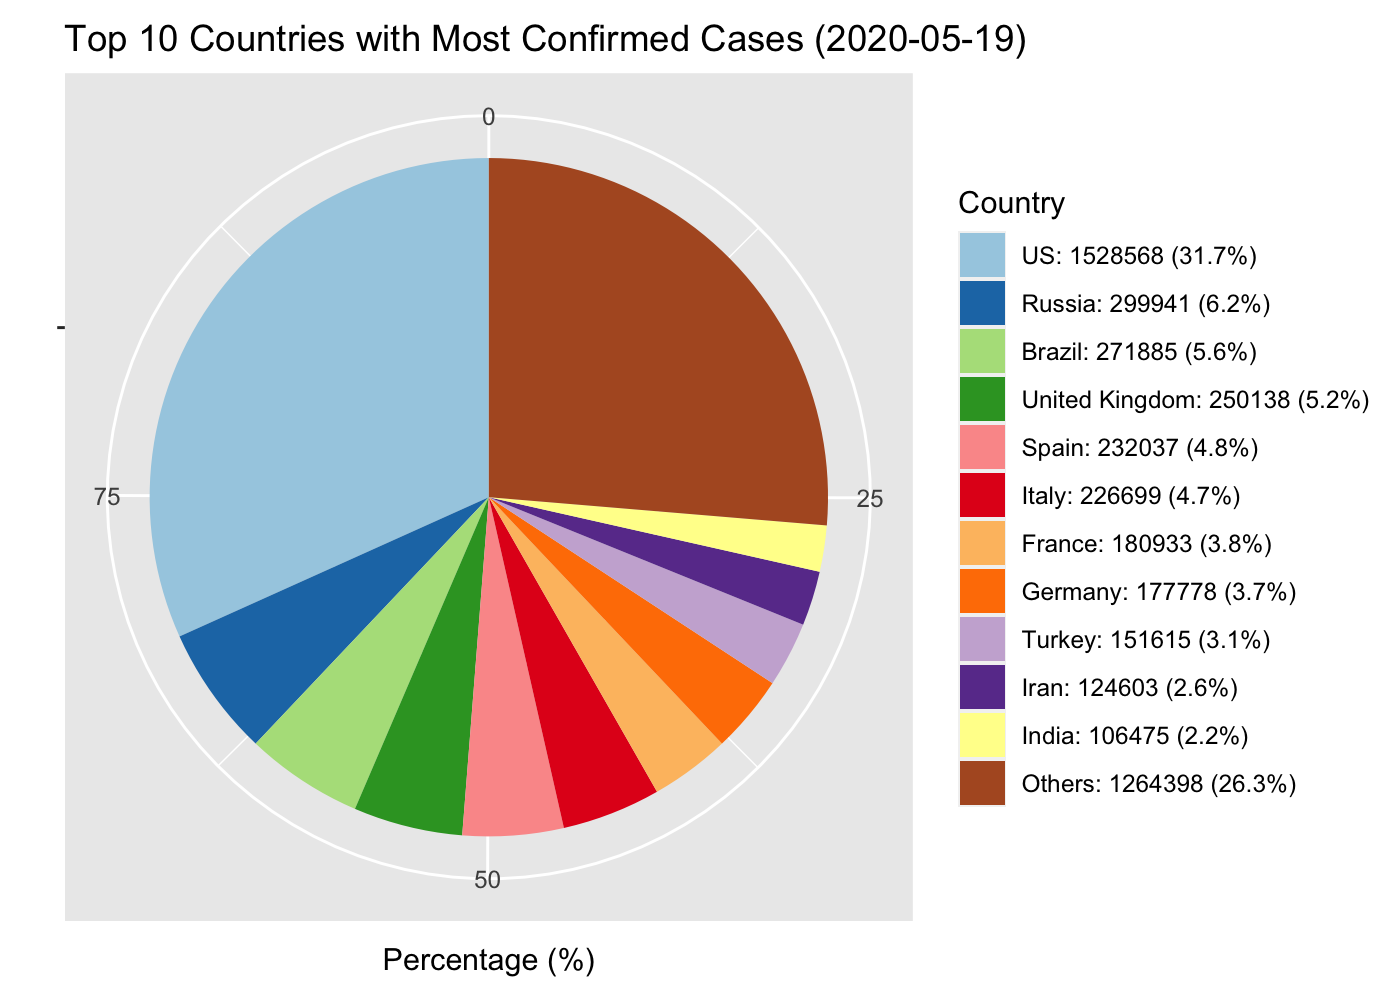 Top 10 Countries with Most Confirmed Cases (2020-05-19)
0
25
50
75
-
Percentage (%)
Country
US: 1528568 (31.7%)
Russia: 299941 (6.2%)
Brazil: 271885 (5.6%)
United Kingdom: 250138 (5.2%)
Spain: 232037 (4.8%)
Italy: 226699 (4.7%)
France: 180933 (3.8%)
Germany: 177778 (3.7%)
Turkey: 151615 (3.1%)
Iran: 124603 (2.6%)
India: 106475 (2.2%)
Others: 1264398 (26.3%)